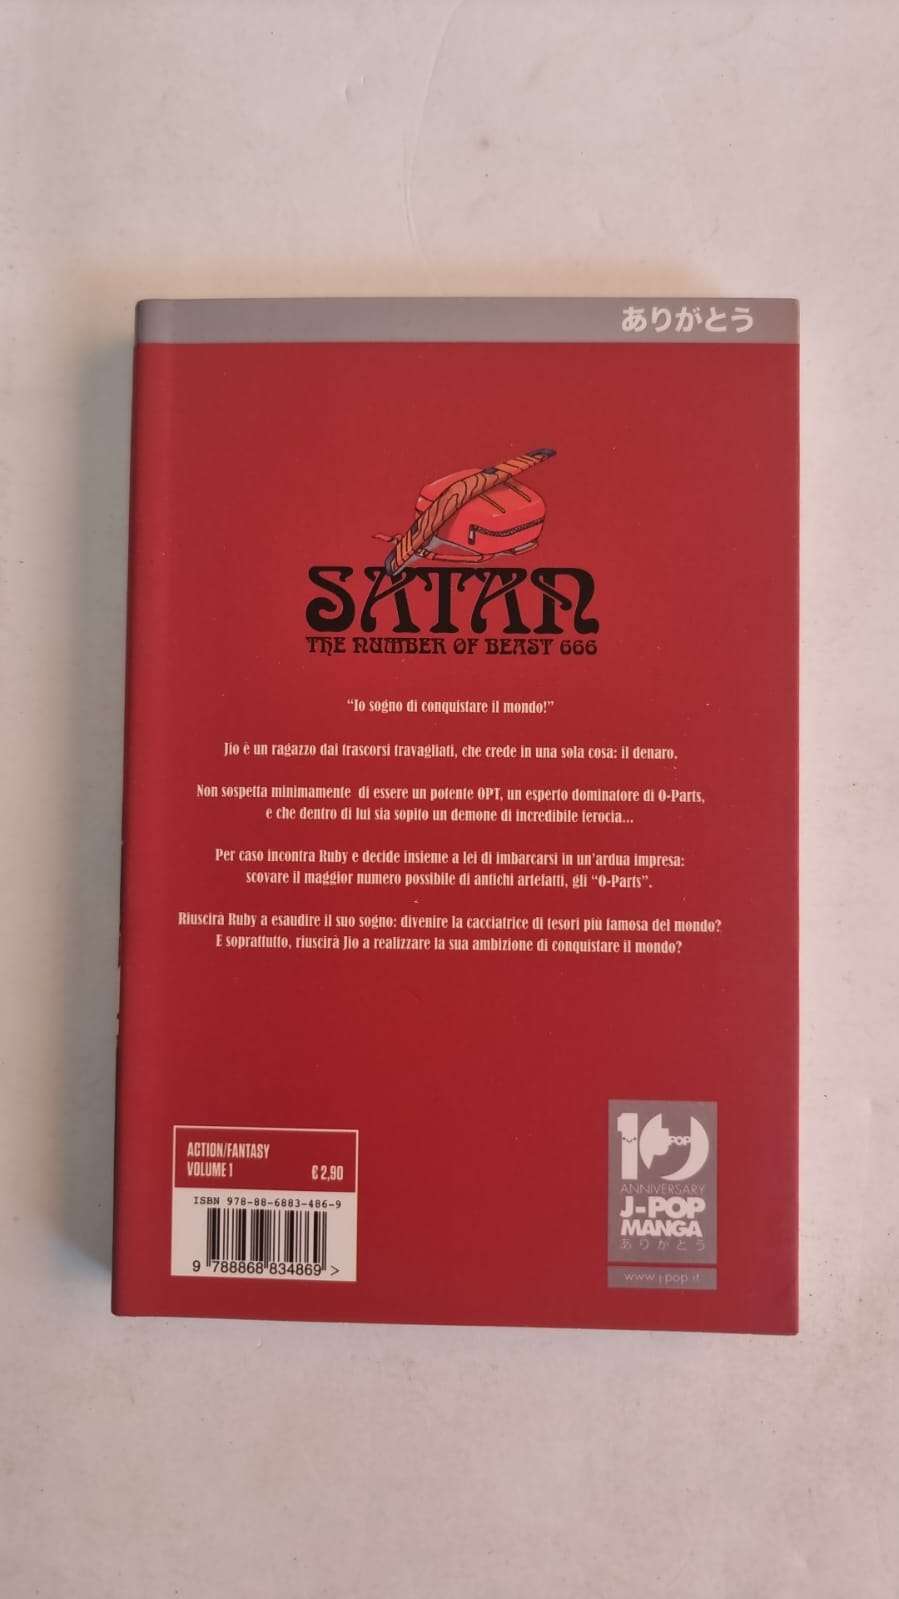 ありがとう
SATAN
THE NUMBER OF BEAST 666
“Io sogno di conquistare il mondo!”
Jio è un ragazzo dai trascorsi travagliati, che crede in una sola cosa: il denaro.
Non sospetta minimamente di essere un potente OPT, un esperto dominatore di O-Parts,
e che dentro di lui sia sopito un demone di incredibile ferocia...
Per caso incontra Ruby e decide insieme a lei di imbarcarsi in un’ardua impresa:
scovare il maggior numero possibile di antichi artefatti, gli “O-Parts”.
Riuscirà Ruby a esaudire il suo sogno: divenire la cacciatrice di tesori più famosa del mondo?
E soprattutto, riuscirà Jio a realizzare la sua ambizione di conquistare il mondo?
ACTION/FANTASY
VOLUME 1 € 2,90
ISBN 978-88-6883-486-9
9 788868 834869 >
10
POP
ANNIVERSARY
J-POP
MANGA
ありがとう
www.j-pop.it